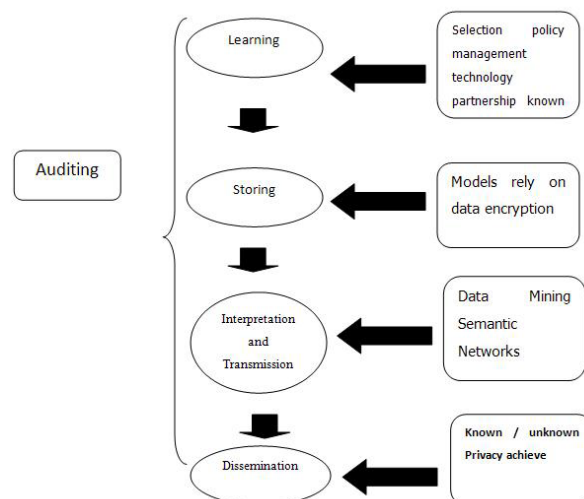 Learning
Selection policy
management
technology
partnership known
Auditing
Storing
Models rely on
data encryption
Interpretation
and
Transmission
Data Mining
Semantic
Networks
Dissemination
Known / unknown
Privacy achieve